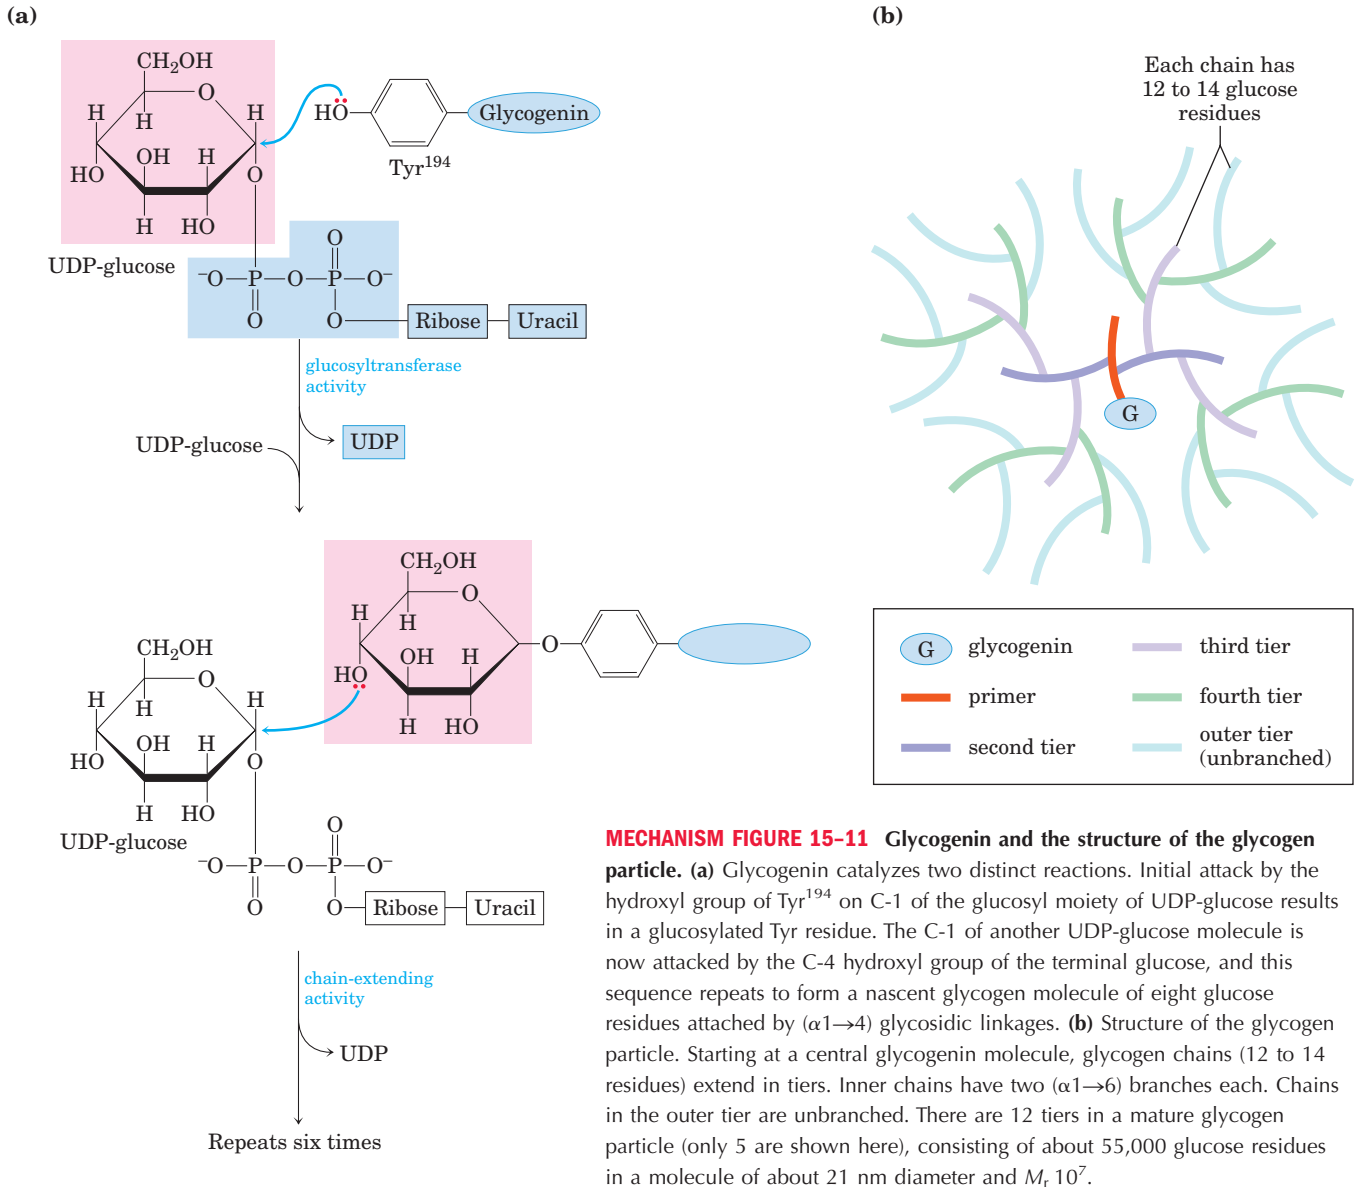 (a)
CH₂OH
O
H
H
H
OH
H
HO
O
H
HO
UDP-glucose
HO
Glycogenin
Tyr¹⁹⁴
O
⁻O—P—O—P—O⁻
O
O
Ribose
Uracil
glucosyltransferase
activity
UDP-glucose
UDP
CH₂OH
O
H
H
OH
H
HO
H
HO
O
CH₂OH
O
H
H
H
OH
H
HO
O
H
HO
UDP-glucose
O
⁻O—P—O—P—O⁻
O
O
Ribose
Uracil
chain-extending
activity
UDP
Repeats six times
(b)
Each chain has
12 to 14 glucose
residues
G
G
glycogenin
primer
second tier
third tier
fourth tier
outer tier
(unbranched)
MECHANISM FIGURE 15–11 Glycogenin and the structure of the glycogen
particle. (a) Glycogenin catalyzes two distinct reactions. Initial attack by the
hydroxyl group of Tyr¹⁹⁴ on C-1 of the glucosyl moiety of UDP-glucose results
in a glucosylated Tyr residue. The C-1 of another UDP-glucose molecule is
now attacked by the C-4 hydroxyl group of the terminal glucose, and this
sequence repeats to form a nascent glycogen molecule of eight glucose
residues attached by (α1→4) glycosidic linkages. (b) Structure of the glycogen
particle. Starting at a central glycogenin molecule, glycogen chains (12 to 14
residues) extend in tiers. Inner chains have two (α1→6) branches each. Chains
in the outer tier are unbranched. There are 12 tiers in a mature glycogen
particle (only 5 are shown here), consisting of about 55,000 glucose residues
in a molecule of about 21 nm diameter and Mᵣ 10⁷.